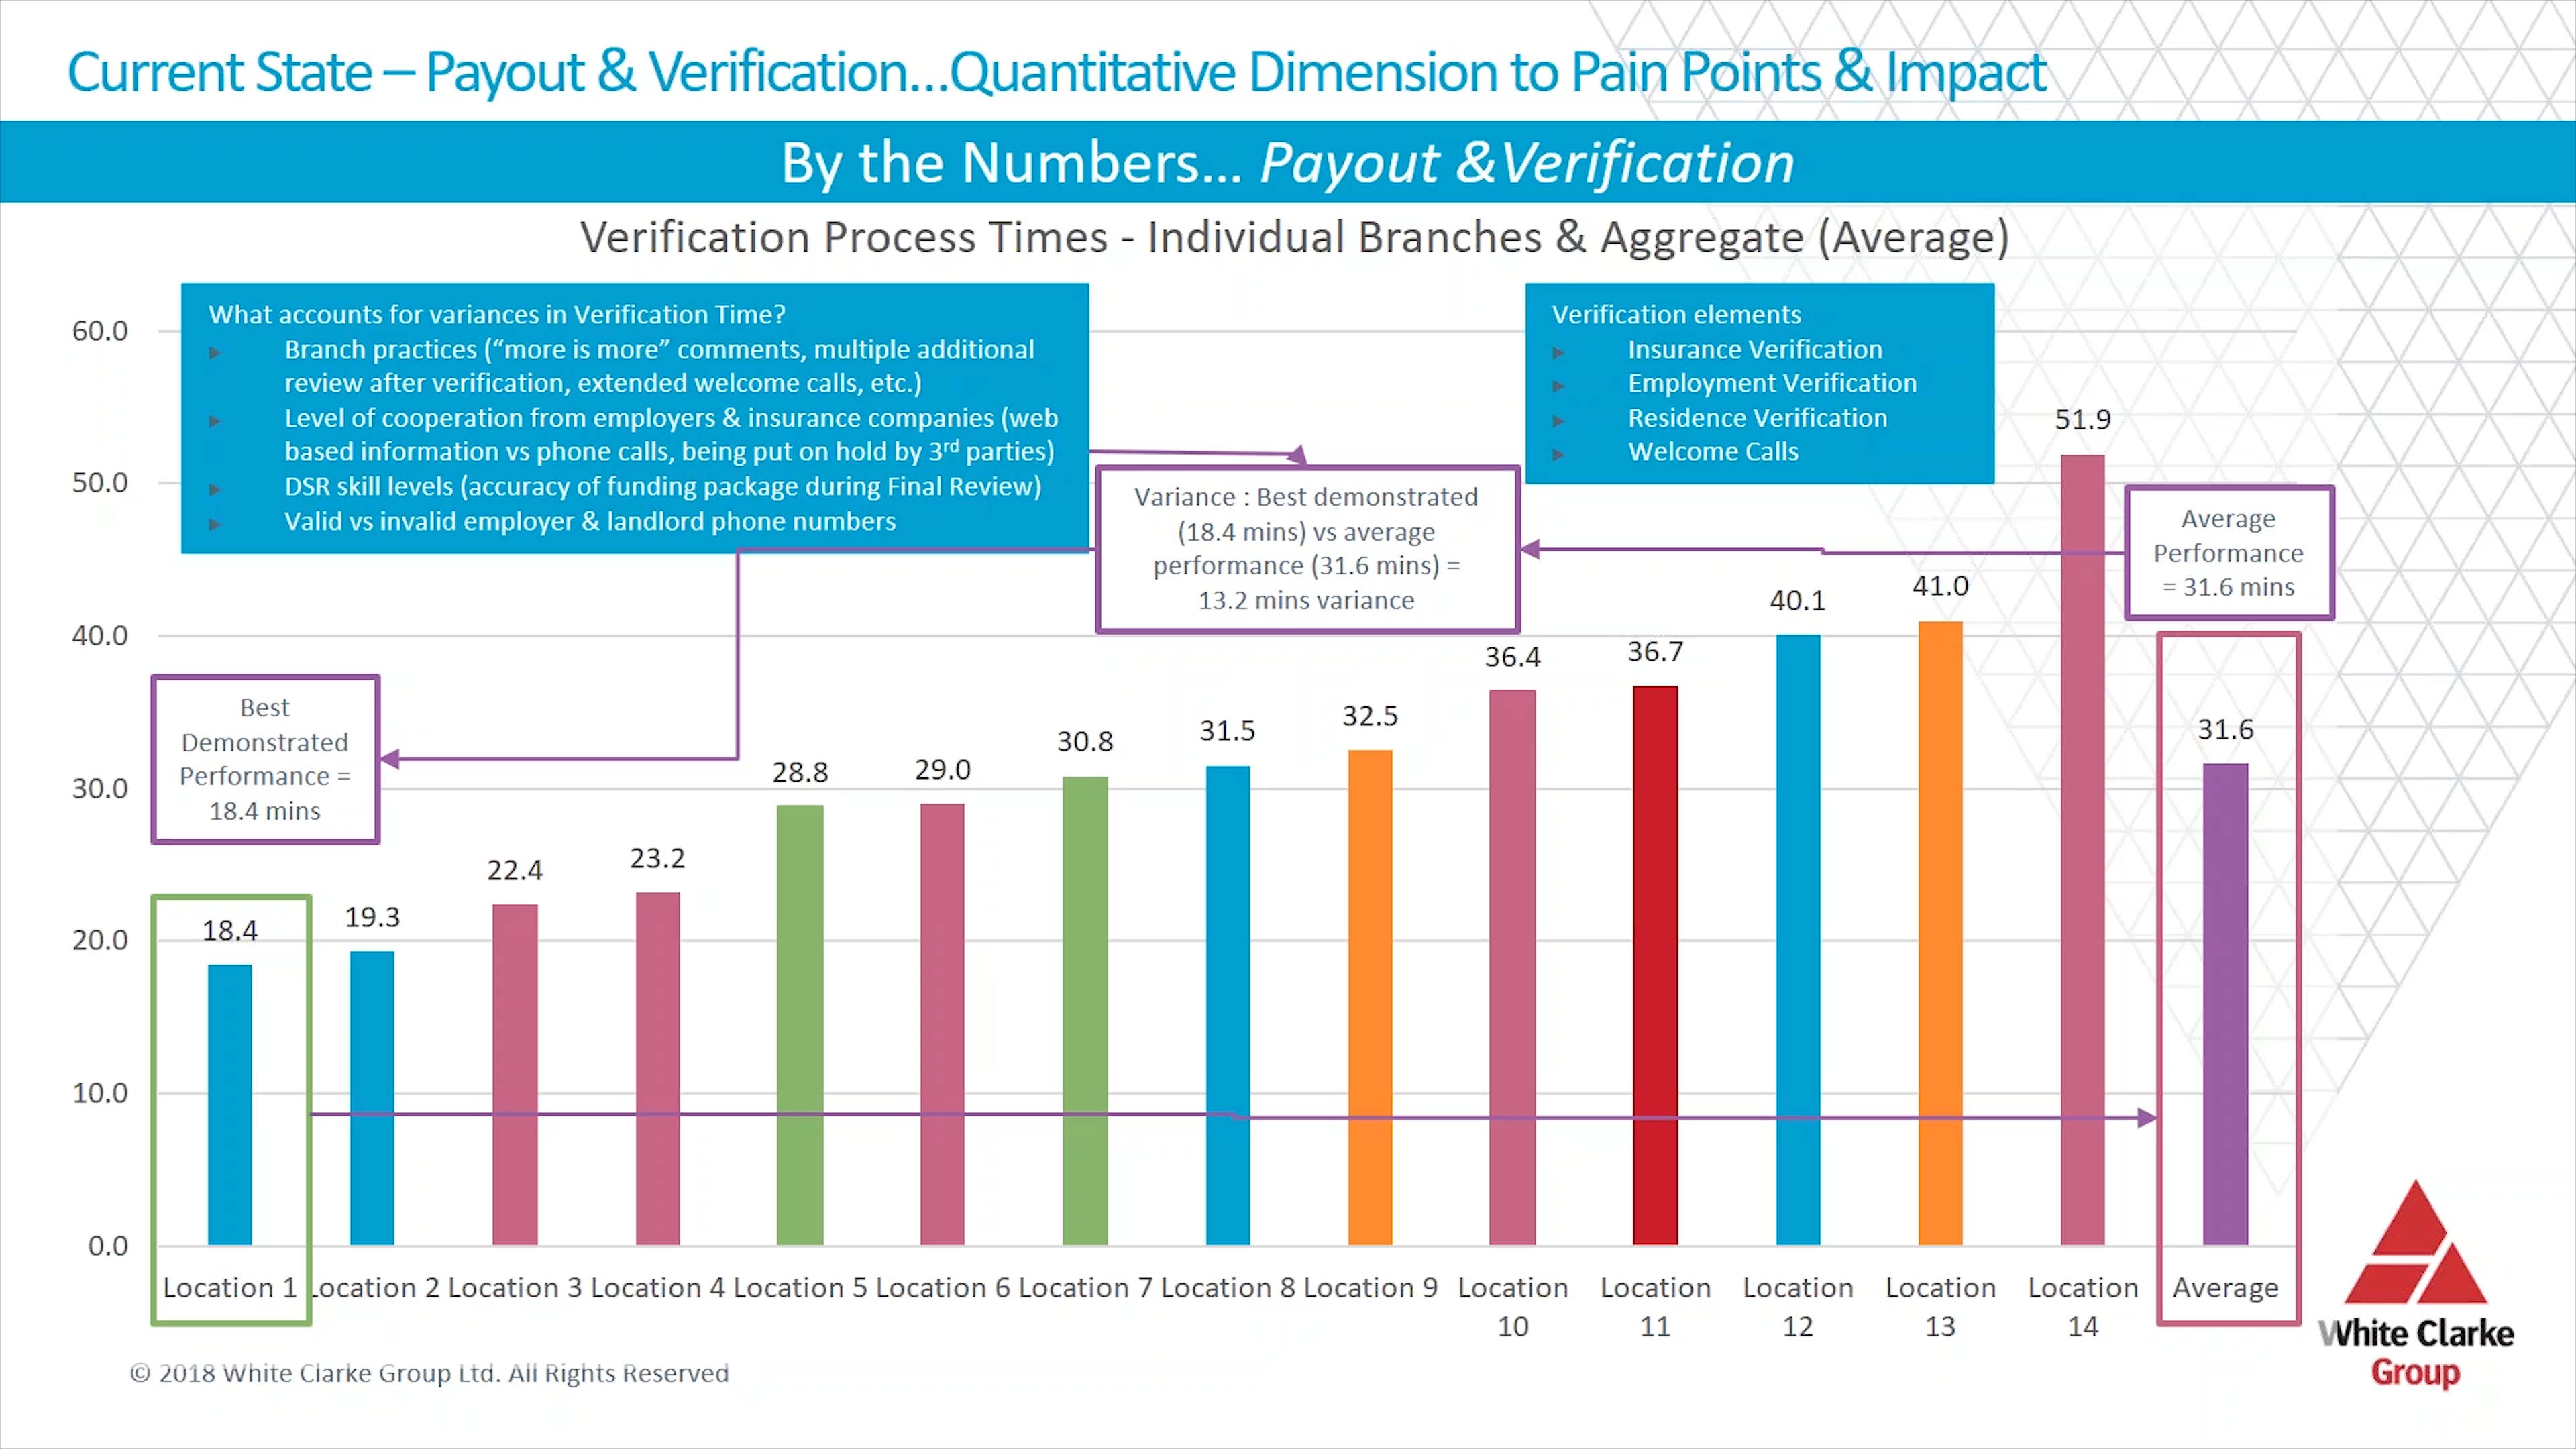 Current State – Payout & Verification...Quantitative Dimension to Pain Points & Impact
By the Numbers... Payout &Verification
Verification Process Times - Individual Branches & Aggregate (Average)
What accounts for variances in Verification Time?
Branch practices (“more is more” comments, multiple additional
review after verification, extended welcome calls, etc.)
Level of cooperation from employers & insurance companies (web
based information vs phone calls, being put on hold by 3rd parties)
DSR skill levels (accuracy of funding package during Final Review)
Valid vs invalid employer & landlord phone numbers
Verification elements
Insurance Verification
Employment Verification
Residence Verification
Welcome Calls
Variance : Best demonstrated
(18.4 mins) vs average
performance (31.6 mins) =
13.2 mins variance
Average
Performance
= 31.6 mins
Best
Demonstrated
Performance =
18.4 mins
60.0
50.0
40.0
30.0
20.0
10.0
0.0
18.4
19.3
22.4
23.2
28.8
29.0
30.8
31.5
32.5
36.4
36.7
40.1
41.0
51.9
31.6
Location 1
Location 2
Location 3
Location 4
Location 5
Location 6
Location 7
Location 8
Location 9
Location
10
Location
11
Location
12
Location
13
Location
14
Average
© 2018 White Clarke Group Ltd. All Rights Reserved
White Clarke
Group